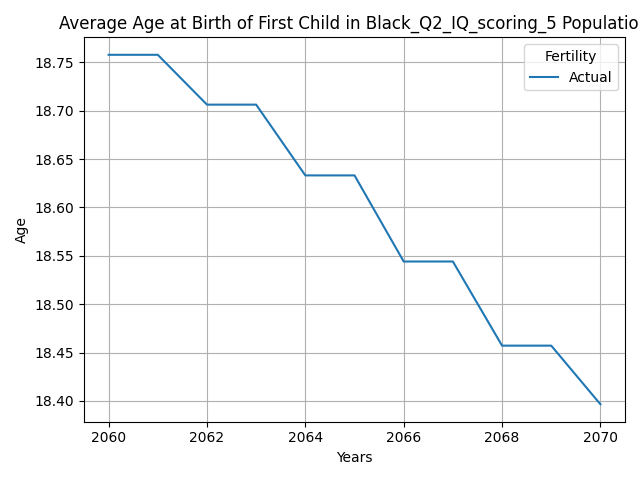 Average Age at Birth of First Child in Black_Q2_IQ_scoring_5 Populatio
Fertility
Actual
18.75
18.70
18.65
18.60
18.55
18.50
18.45
18.40
Age
2060
2062
2064
2066
2068
2070
Years